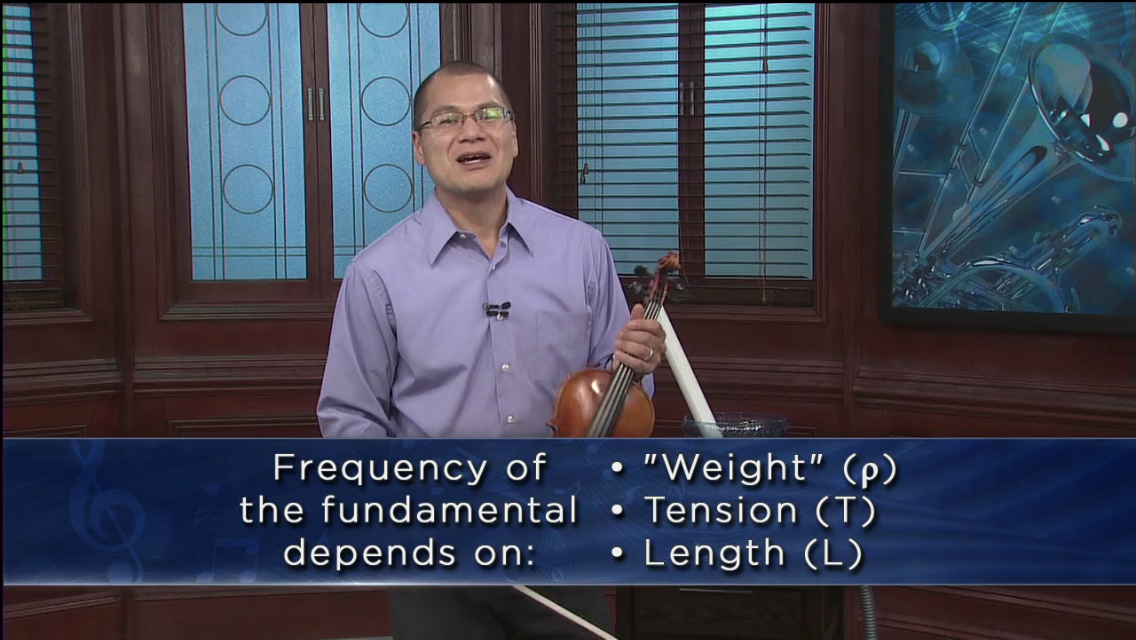 Frequency of
the fundamental
depends on:
• "Weight" (ρ)
• Tension (T)
• Length (L)